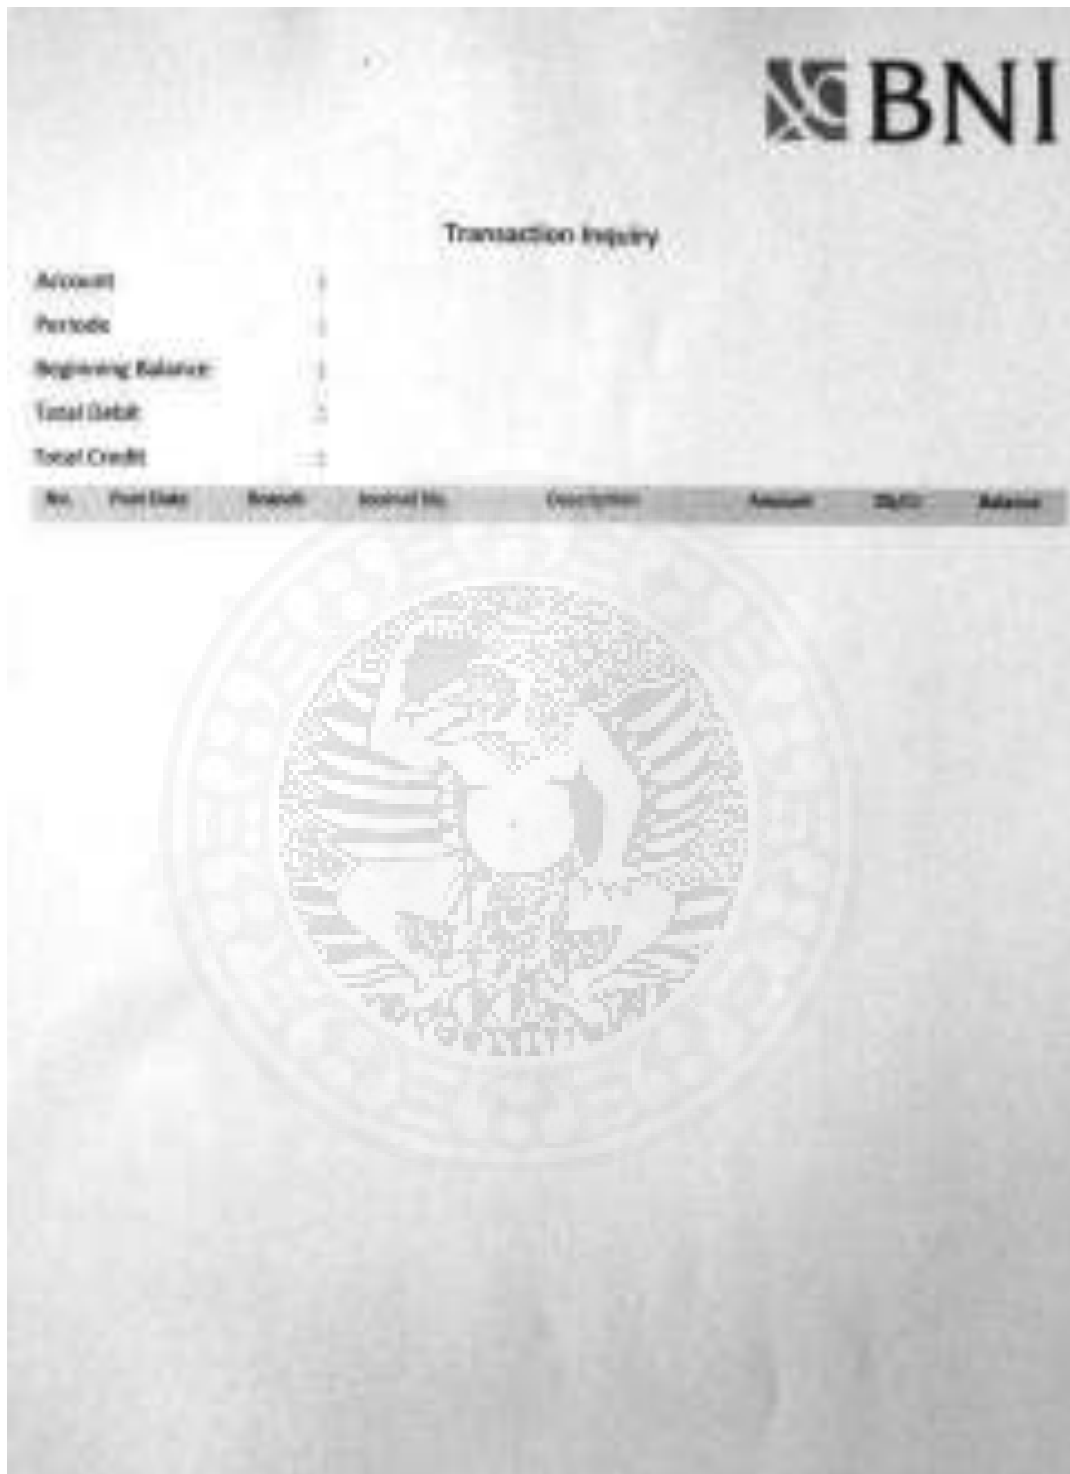 BNI
Transaction Inquiry
Account :
Periode :
Beginning Balance :
Total Debit :
Total Credit :
No. Post Date Branch Journal No. Description Amount Db/Cr Balance